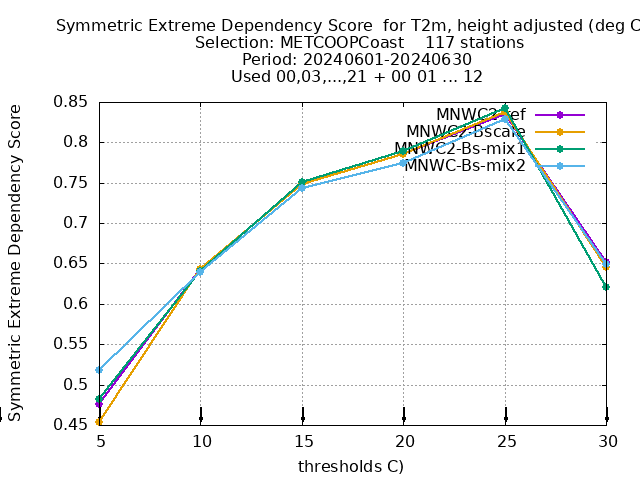 Symmetric Extreme Dependency Score for T2m, height adjusted (deg C
Selection: METCOOPCoast 117 stations
Period: 20240601-20240630
Used 00,03,...,21 + 00 01 ... 12
Symmetric Extreme Dependency Score
0.85
0.8
0.75
0.7
0.65
0.6
0.55
0.5
0.45
MNWC2-ref
MNWC2-Bscale
MNWC2-Bs-mix1
MNWC-Bs-mix2
5 10 15 20 25 30
thresholds C)